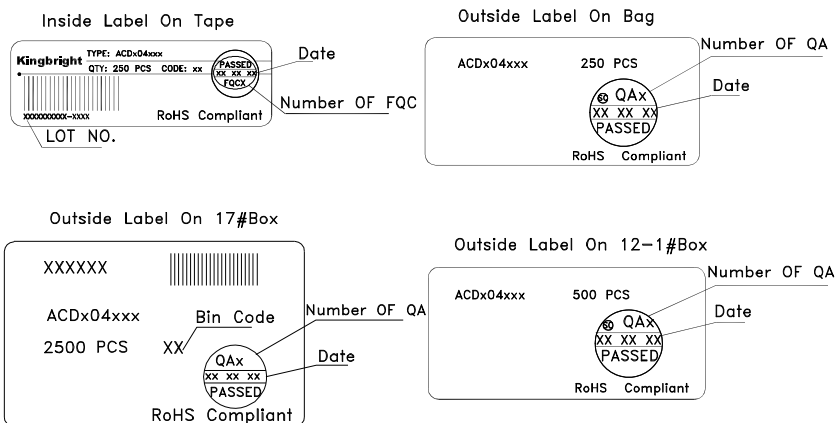 Inside Label On Tape
Kingbright
TYPE: ACDx04xxx
QTY: 250 PCS CODE: xx
PASSED
XX XX XX
FQCX
Date
Number OF FQC
XXXXXXXXXX-XXXX
RoHS Compliant
LOT NO.
Outside Label On Bag
ACDx04xxx 250 PCS
Number OF QA
QAx
Date
XX XX XX
PASSED
RoHS Compliant
Outside Label On 17#Box
XXXXXX
ACDx04xxx
Bin Code
Number OF QA
2500 PCS XX
QAx
Date
XX XX XX
PASSED
RoHS Compliant
Outside Label On 12-1#Box
ACDx04xxx 500 PCS
Number OF QA
QAx
Date
XX XX XX
PASSED
RoHS Compliant